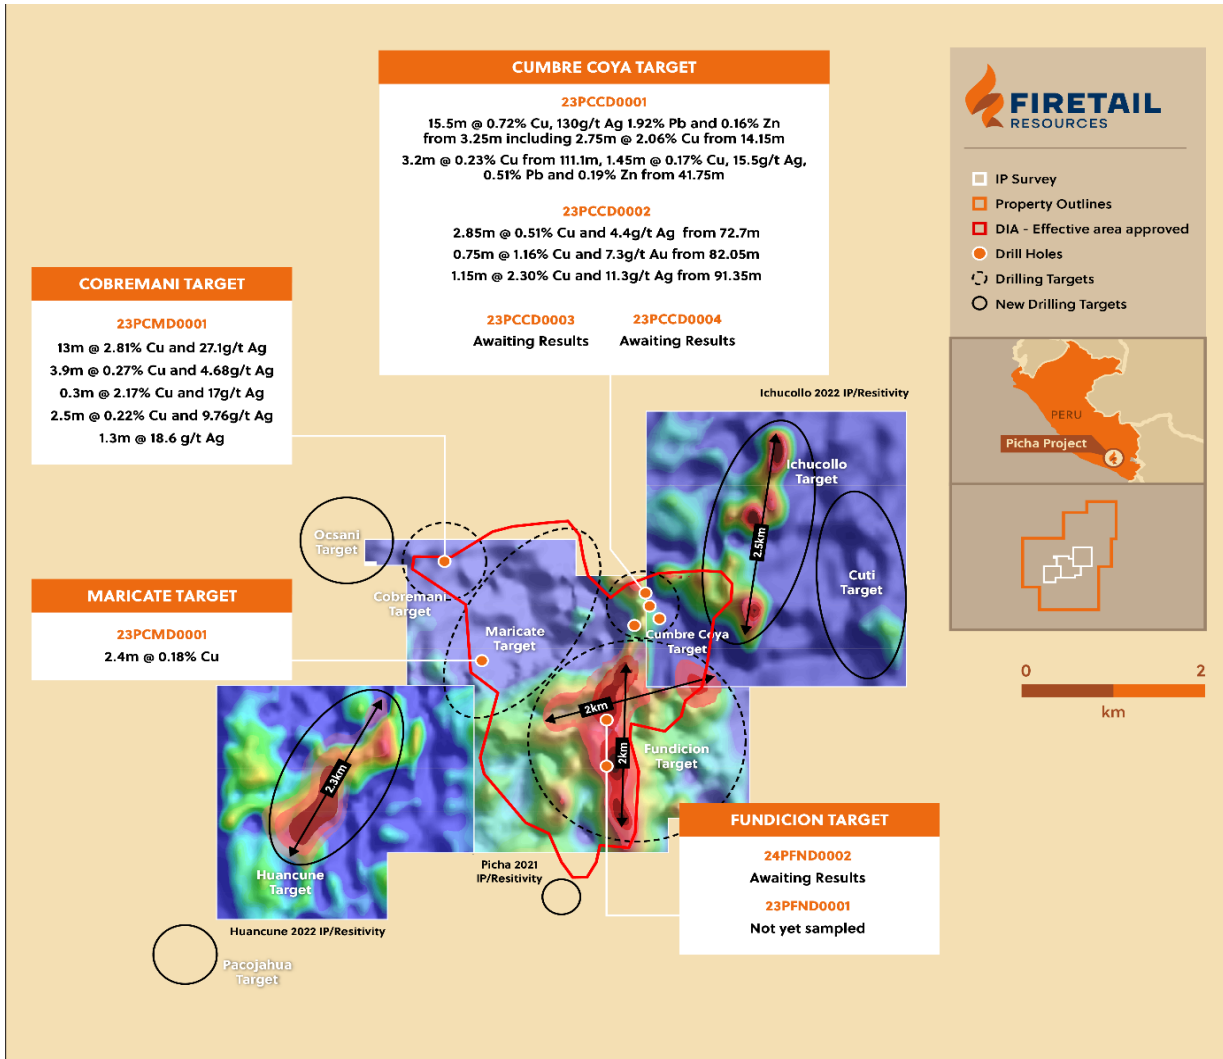 CUMBRE COYA TARGET
23PCCD0001
15.5m @ 0.72% Cu, 130g/t Ag 1.92% Pb and 0.16% Zn
from 3.25m including 2.75m @ 2.06% Cu from 14.15m
3.2m @ 0.23% Cu from 111.1m, 1.45m @ 0.17% Cu, 15.5g/t Ag,
0.51% Pb and 0.19% Zn from 41.75m
23PCCD0002
2.85m @ 0.51% Cu and 4.4g/t Ag from 72.7m
0.75m @ 1.16% Cu and 7.3g/t Au from 82.05m
1.15m @ 2.30% Cu and 11.3g/t Ag from 91.35m
23PCCD0003 23PCCD0004
Awaiting Results Awaiting Results
FIRETAIL
RESOURCES
IP Survey
Property Outlines
DIA - Effective area approved
Drill Holes
Drilling Targets
New Drilling Targets
PERU
Picha Project
0 2
km
COBREMANI TARGET
23PCMD0001
13m @ 2.81% Cu and 27.1g/t Ag
3.9m @ 0.27% Cu and 4.68g/t Ag
0.3m @ 2.17% Cu and 17g/t Ag
2.5m @ 0.22% Cu and 9.76g/t Ag
1.3m @ 18.6 g/t Ag
MARICATE TARGET
23PCMD0001
2.4m @ 0.18% Cu
Ichucollo 2022 IP/Resitivity
Ichucollo
Target
2.5km
Cuti
Target
Ocsani
Target
Cobremani
Target
Maricate
Target
Cumbre Coya
Target
2km
2km
Fundicion
Target
2.3km
Huancune
Target
Huancune 2022 IP/Resitivity
Picha 2021
IP/Resitivity
Pacojahua
Target
FUNDICION TARGET
24PFND0002
Awaiting Results
23PFND0001
Not yet sampled